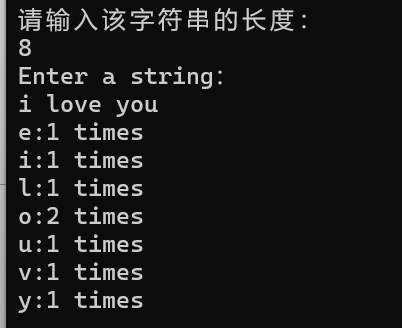 请输入该字符串的长度：
8
Enter a string:
i love you
e:1 times
i:1 times
l:1 times
o:2 times
u:1 times
v:1 times
y:1 times